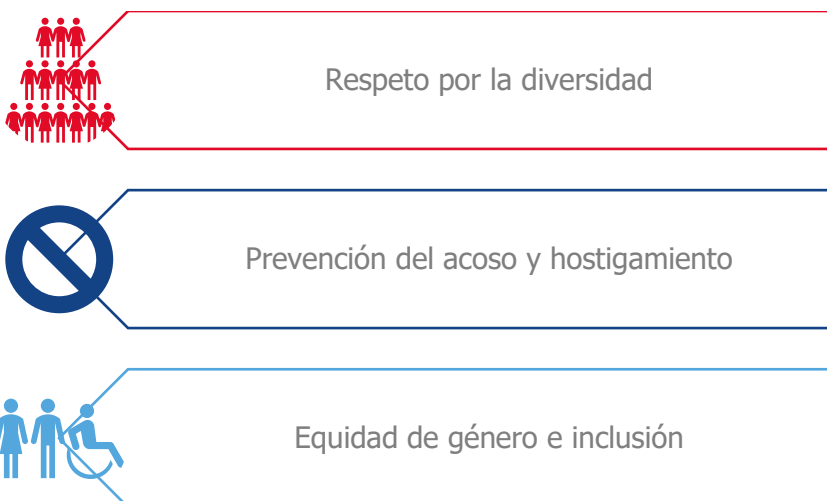 Respeto por la diversidad
Prevención del acoso y hostigamiento
Equidad de género e inclusión